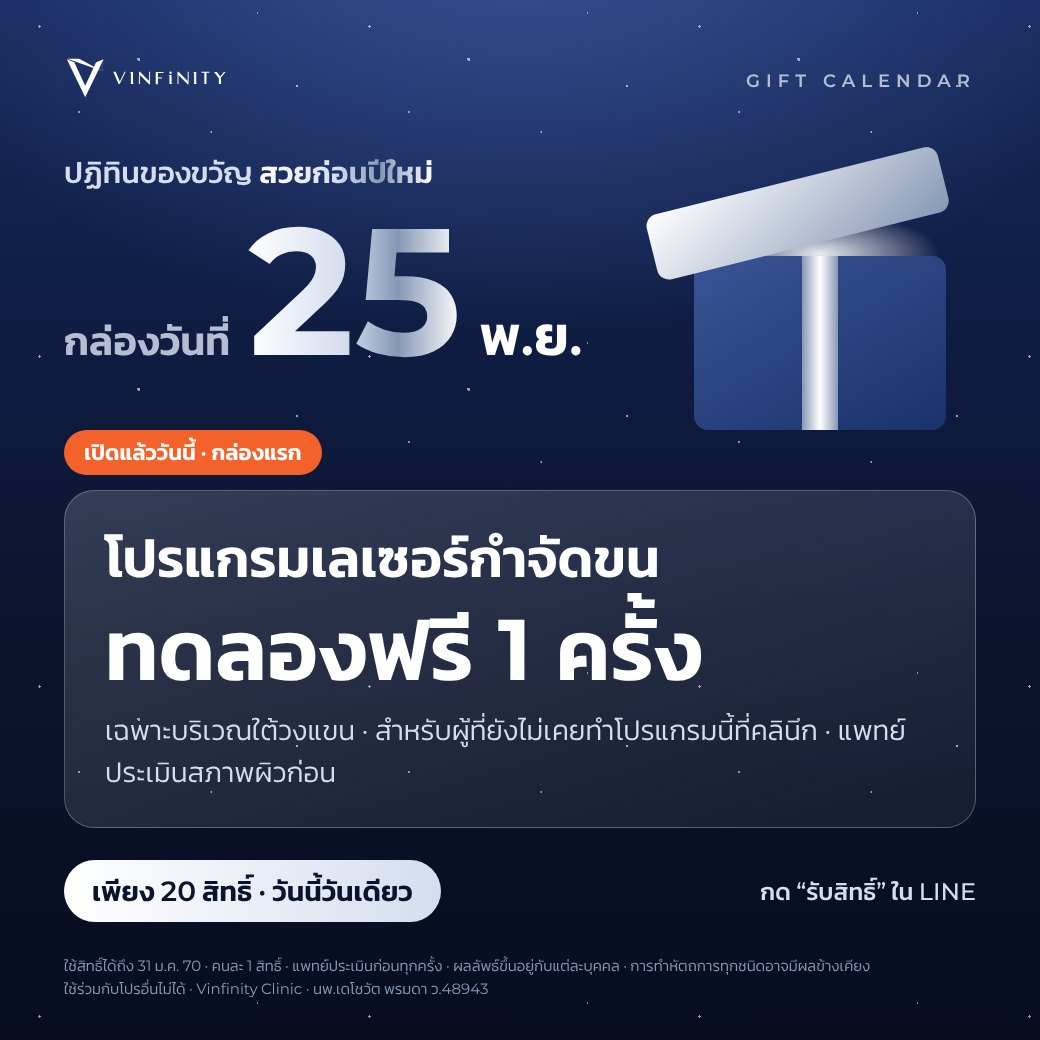 VINFiNITY
GIFT CALENDAR
ปฏิทินของขวัญ สวยก่อนปีใหม่
กล่องวันที่ 25 พ.ย.
เปิดแล้ววันนี้ · กล่องแรก
โปรแกรมเลเซอร์กำจัดขน
ทดลองฟรี 1 ครั้ง
เฉพาะบริเวณใต้วงแขน · สำหรับผู้ที่ยังไม่เคยทำโปรแกรมนี้ที่คลินิก · แพทย์
ประเมินสภาพผิวก่อน
เพียง 20 สิทธิ์ · วันนี้วันเดียว
กด “รับสิทธิ์” ใน LINE
ใช้สิทธิ์ได้ถึง 31 ม.ค. 70 · คนละ 1 สิทธิ์ · แพทย์ประเมินก่อนทุกครั้ง · ผลลัพธ์ขึ้นอยู่กับแต่ละบุคคล · การทำหัตถการทุกชนิดอาจมีผลข้างเคียง
ใช้ร่วมกับโปรอื่นไม่ได้ · Vinfinity Clinic · นพ.เดโชวัต พรมดา ว.48943